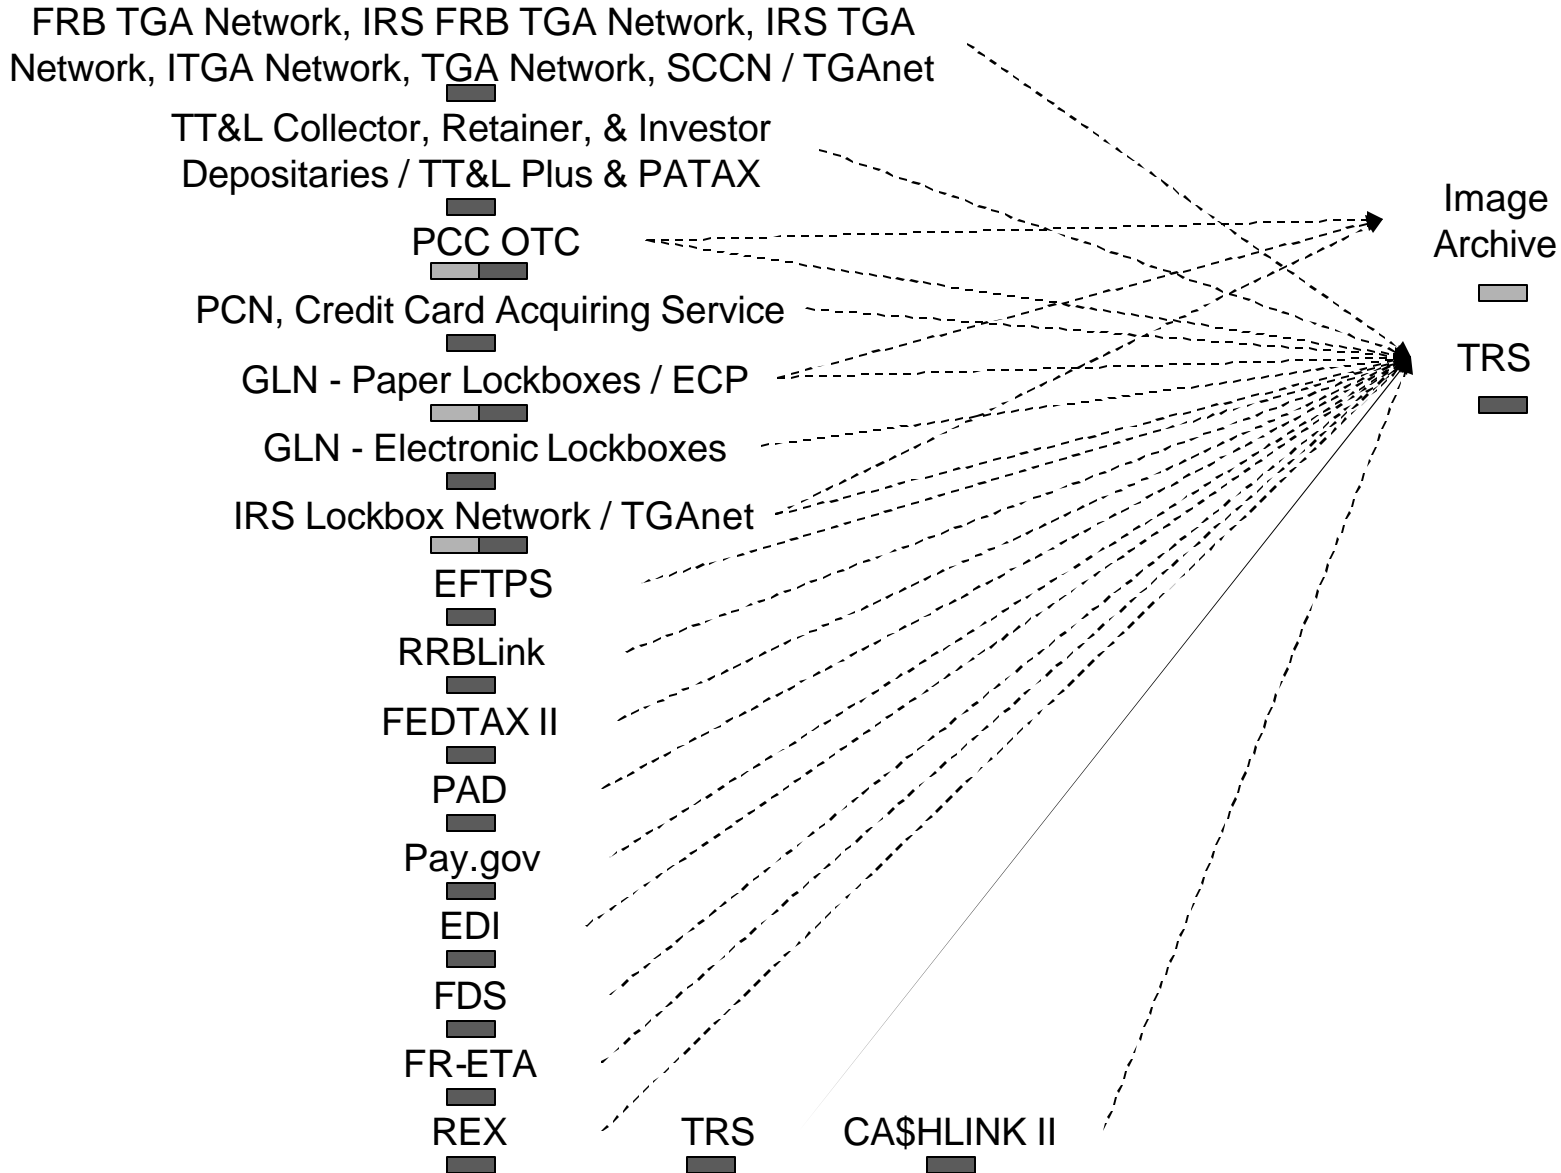 FRB TGA Network, IRS FRB TGA Network, IRS TGA
Network, ITGA Network, TGA Network, SCCN / TGAnet
TT&L Collector, Retainer, & Investor
Depositaries / TT&L Plus & PATAX
PCC OTC
PCN, Credit Card Acquiring Service
GLN - Paper Lockboxes / ECP
GLN - Electronic Lockboxes
IRS Lockbox Network / TGAnet
EFTPS
RRBLink
FEDTAX II
PAD
Pay.gov
EDI
FDS
FR-ETA
REX
TRS
CA$HLINK II
Image
Archive
TRS